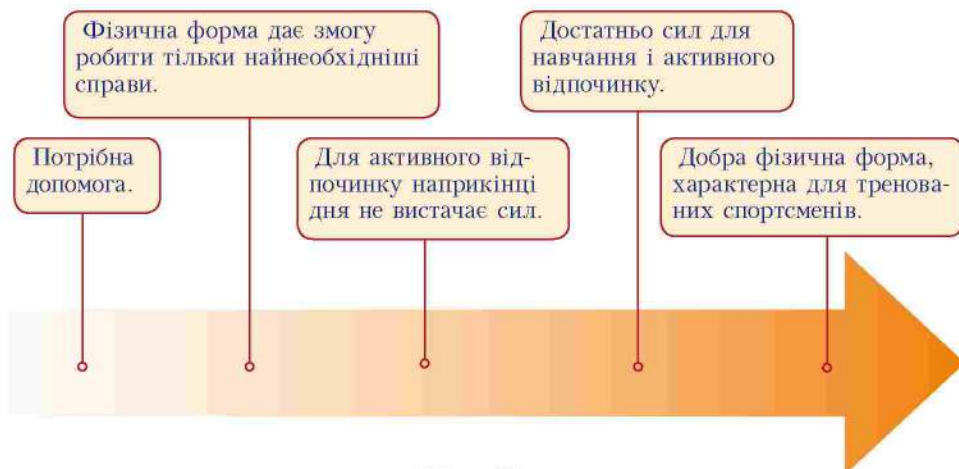 Фізична форма дає змогу
робити тільки найнеобхідніші
справи.
Достатньо сил для
навчання і активного
відпочинку.
Потрібна
допомога.
Для активного від-
починку наприкінці
дня не вистачає сил.
Добра фізична форма,
характерна для тренова-
них спортсменів.